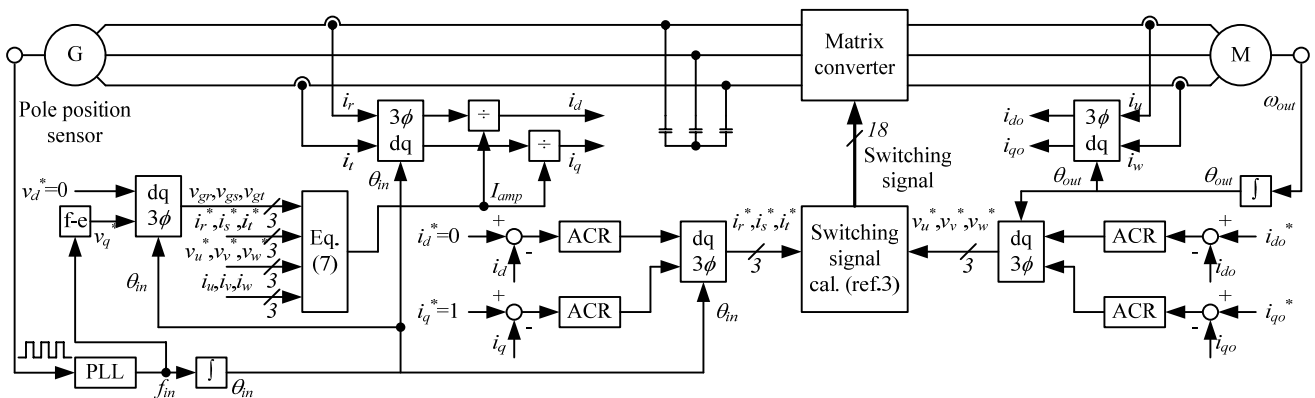 G
Pole position
sensor
i_r
i_t
3ϕ
dq
θ_in
÷
÷
i_d
i_q
I_amp
Matrix
converter
18
Switching
signal
M
ω_out
i_do
i_qo
3ϕ
dq
i_u
i_w
θ_out
θ_out
∫
v_d^*=0
f-e
v_q^*
dq
3ϕ
θ_in
v_gr,v_gs,v_gt
3
i_r^*,i_s^*,i_t^*
3
v_u^*,v_v^*,v_w^*
3
i_u,i_v,i_w
3
Eq.
(7)
i_d^*=0
+
-
i_d
ACR
i_q^*=1
+
-
i_q
ACR
dq
3ϕ
θ_in
i_r^*,i_s^*,i_t^*
3
Switching
signal
cal. (ref.3)
v_u^*,v_v^*,v_w^*
3
dq
3ϕ
ACR
+
-
i_do^*
i_do
ACR
+
-
i_qo^*
i_qo
PLL
f_in
∫
θ_in